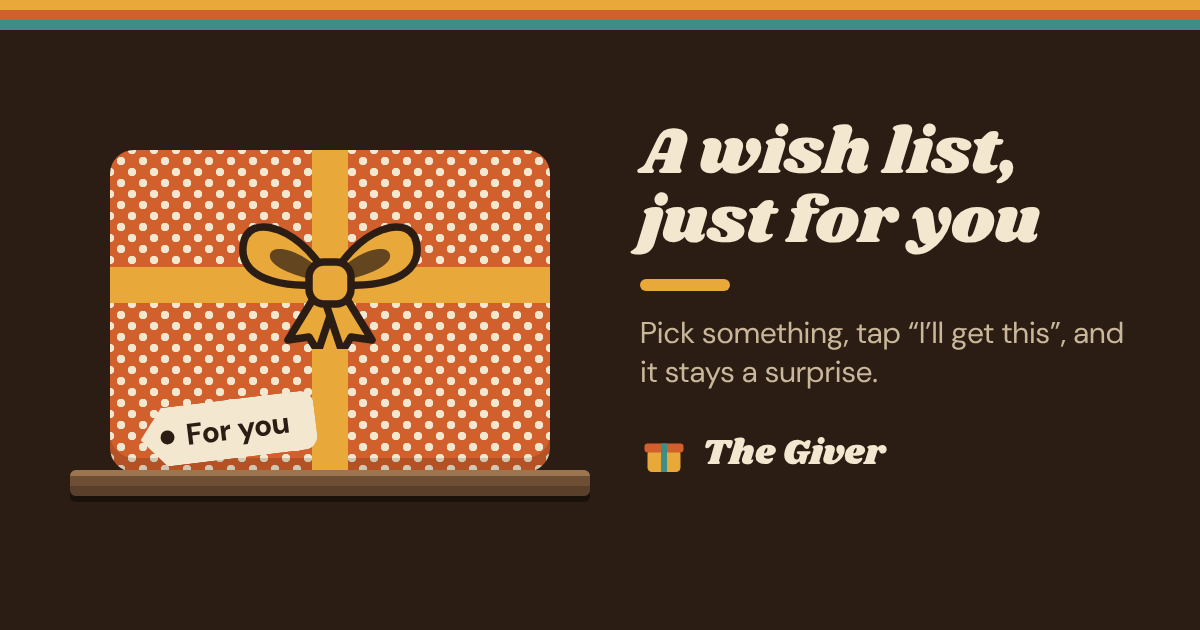 A wish list,
just for you
Pick something, tap “I’ll get this”, and
it stays a surprise.
The Giver
For you